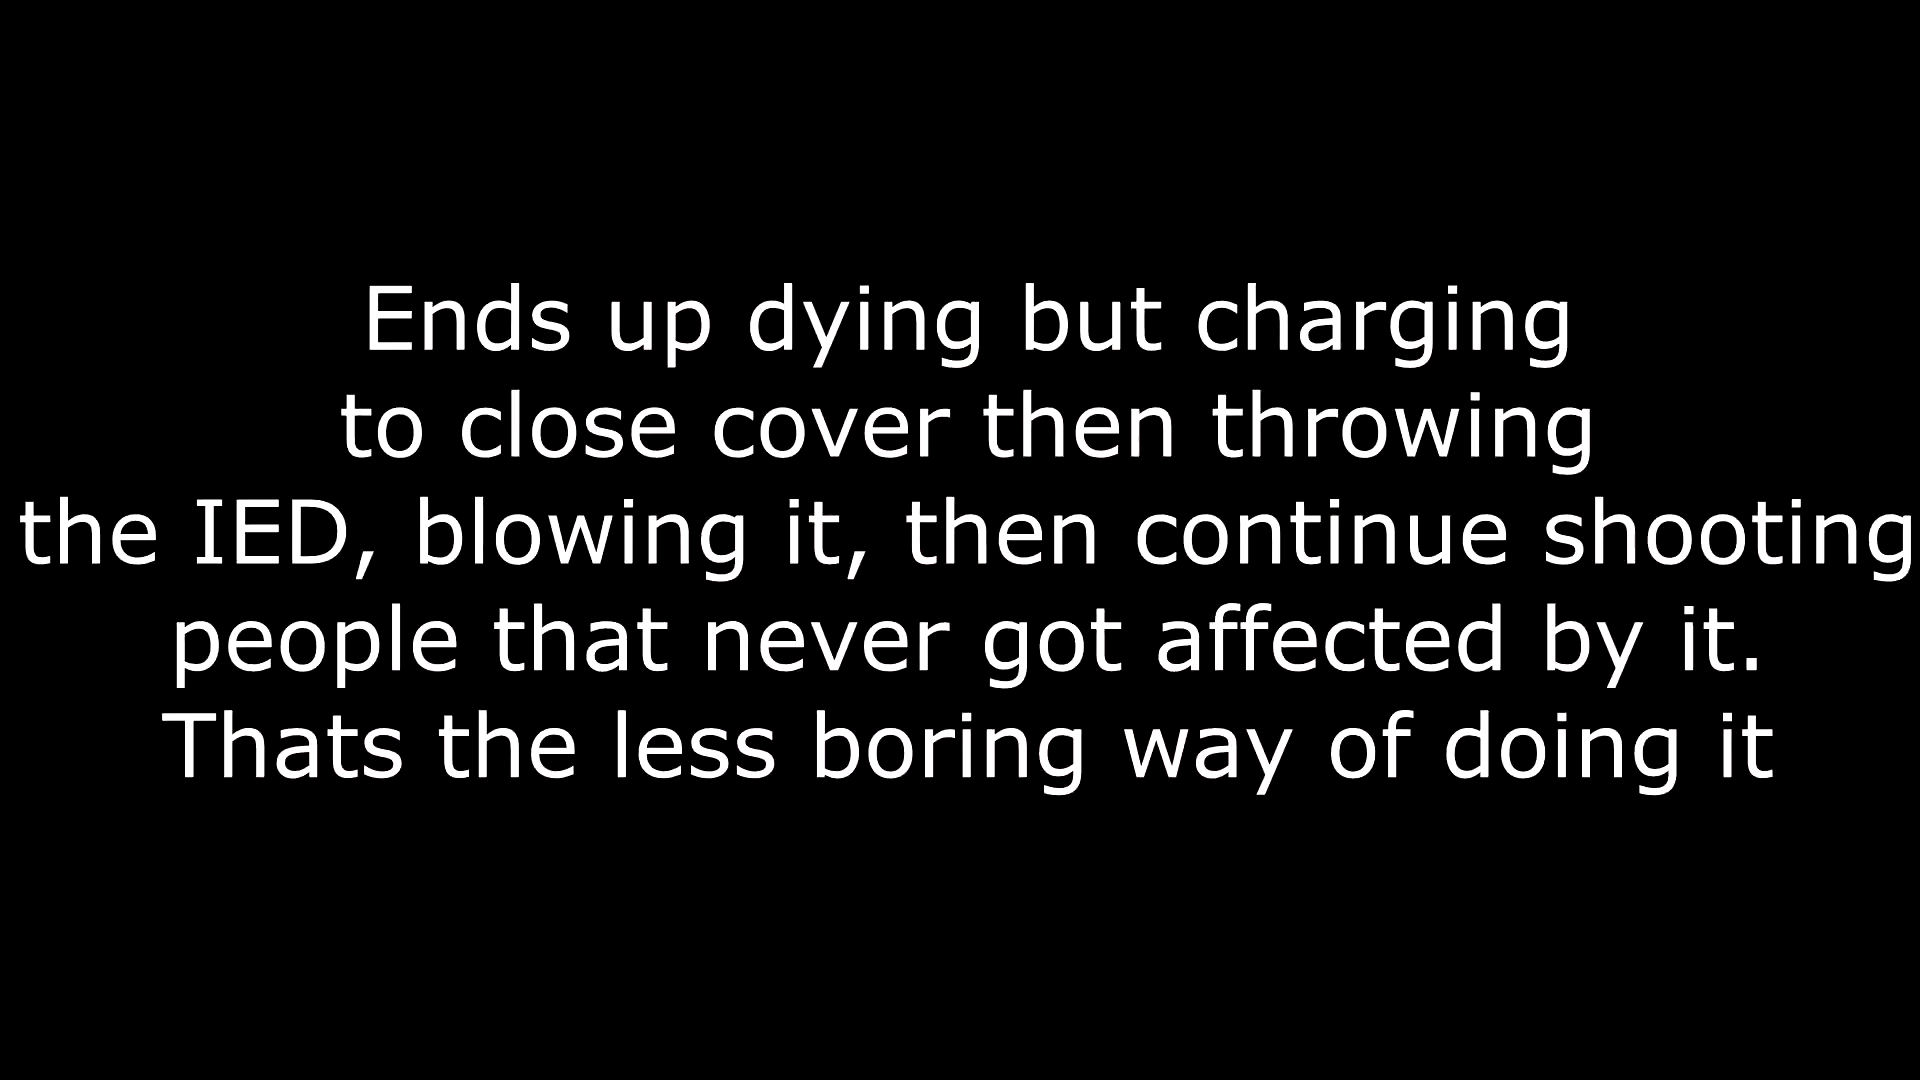 Ends up dying but charging
to close cover then throwing
the IED, blowing it, then continue shooting
people that never got affected by it.
Thats the less boring way of doing it